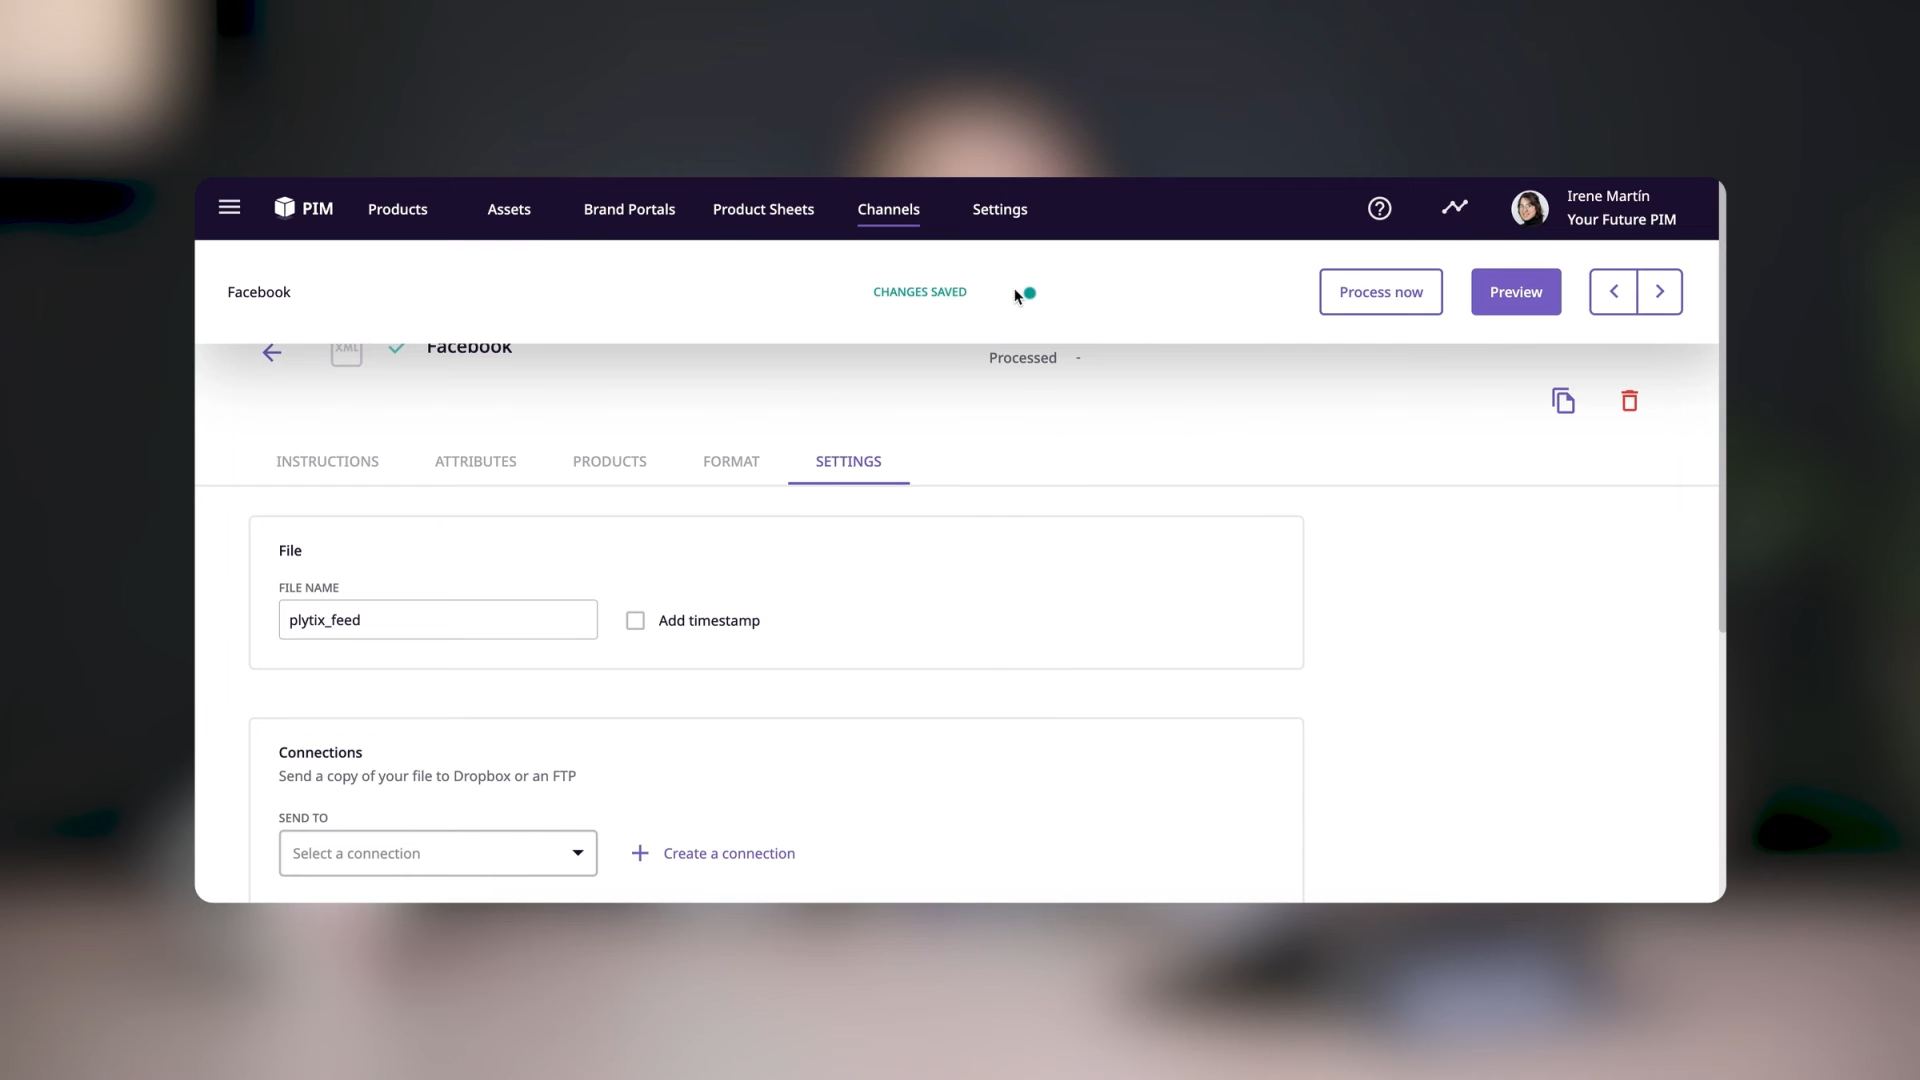 PIM Products Assets Brand Portals Product Sheets Channels Settings
Irene Martín
Your Future PIM
Facebook CHANGES SAVED Process now Preview
XML Facebook
Processed -
INSTRUCTIONS ATTRIBUTES PRODUCTS FORMAT SETTINGS
File
FILE NAME
plytix_feed Add timestamp
Connections
Send a copy of your file to Dropbox or an FTP
SEND TO
Select a connection Create a connection